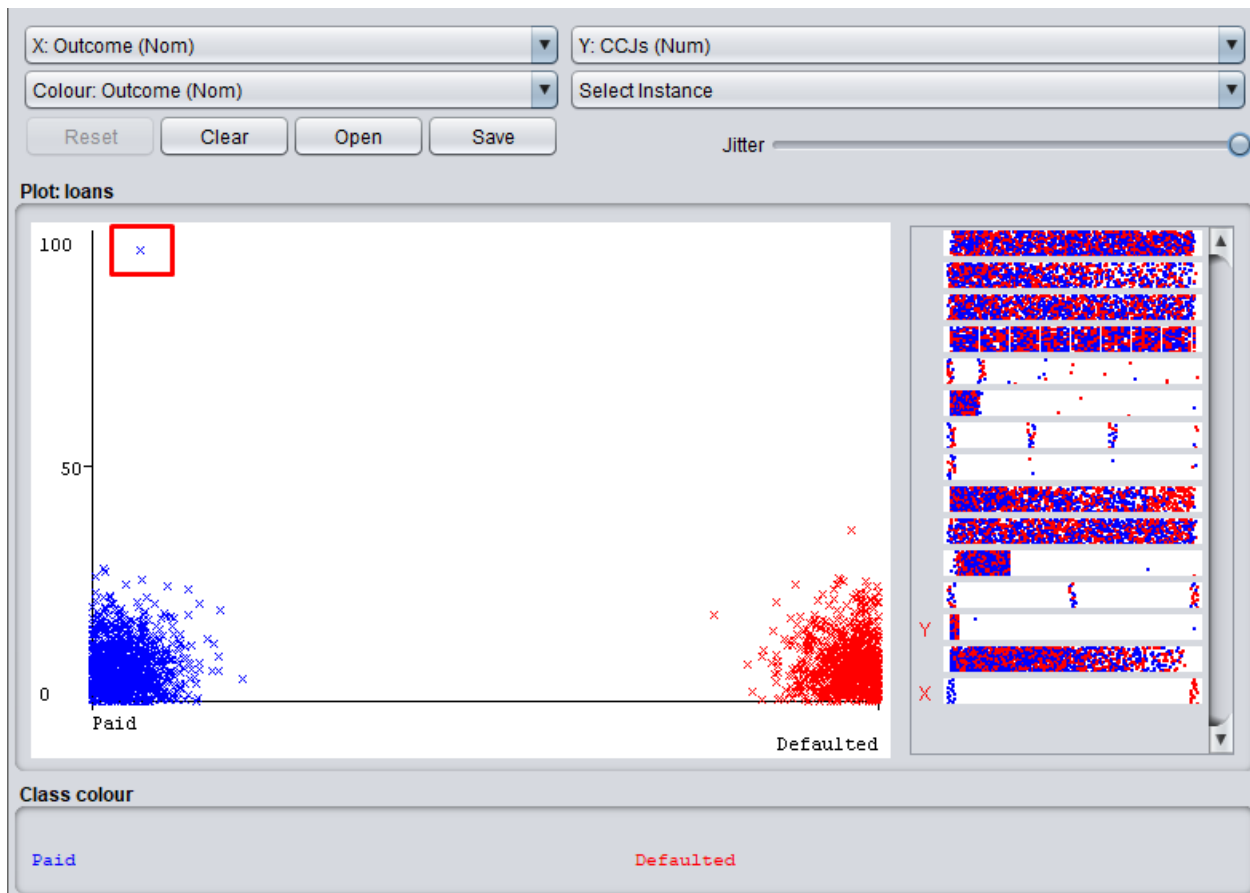 X: Outcome (Nom)
Y: CCJs (Num)
Colour: Outcome (Nom)
Select Instance
Reset
Clear
Open
Save
Jitter
Plot: loans
100
50
0
Paid
Defaulted
Y
X
Class colour
Paid
Defaulted